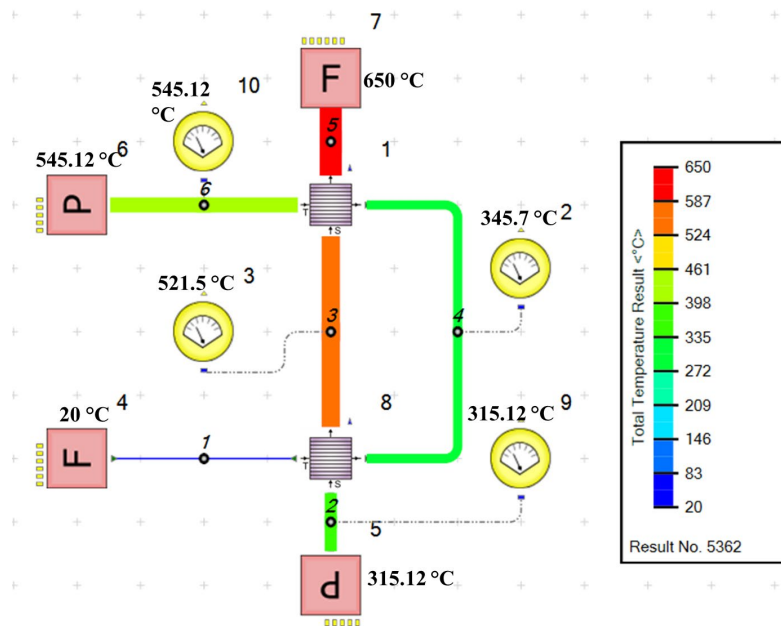 7
F
650 °C
545.12
°C
10
5
1
545.12 °C
6
P
6
T
S
345.7 °C
2
521.5 °C
3
3
4
20 °C
4
F
1
8
T
S
315.12 °C
9
2
5
P
315.12 °C
Total Temperature Result <°C>
650
587
524
461
398
335
272
209
146
83
20
Result No. 5362